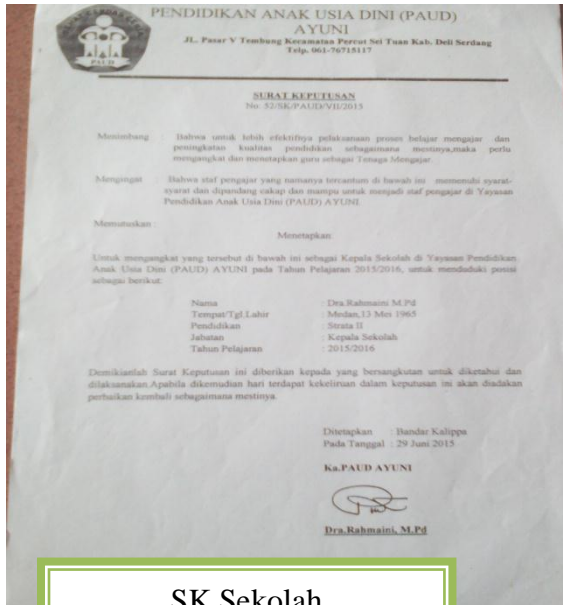 PENDIDIKAN ANAK USIA DINI (PAUD)
AYUNI
JL. Pasar V Tembung Kecamatan Percut Sei Tuan Kab. Deli Serdang
Telp. 061-76715117
PAUD
SURAT KEPUTUSAN
No: 52/SK/PAUD/VII/2015
Menimbang : Bahwa untuk lebih efektifnya pelaksanaan proses belajar mengajar dan
peningkatan kualitas pendidikan sebagaimana mestinya,maka perlu
mengangkat dan menetapkan guru sebagai Tenaga Mengajar.
Mengingat : Bahwa staf pengajar yang namanya tercantum di bawah ini memenuhi syarat-
syarat dan dipandang cakap dan mampu untuk menjadi staf pengajar di Yayasan
Pendidikan Anak Usia Dini (PAUD) AYUNI
Memutuskan :
Menetapkan:
Untuk mengangkat yang tersebut di bawah ini sebagai Kepala Sekolah di Yayasan Pendidikan
Anak Usia Dini (PAUD) AYUNI pada Tahun Pelajaran 2015/2016, untuk menduduki posisi
sebagai berikut:
Nama : Dra.Rahmaini M.Pd
Tempat/Tgl.Lahir : Medan,13 Mei 1965
Pendidikan : Strata II
Jabatan : Kepala Sekolah
Tahun Pelajaran : 2015/2016
Demikianlah Surat Keputusan ini diberikan kepada yang bersangkutan untuk diketahui dan
dilaksanakan.Apabila dikemudian hari terdapat kekeliruan dalam keputusan ini akan diadakan
perbaikan kembali sebagaimana mestinya.
Ditetapkan : Bandar Kalippa
Pada Tanggal : 29 Juni 2015
Ka.PAUD AYUNI
Dra.Rahmaini, M.Pd
SK Sekolah